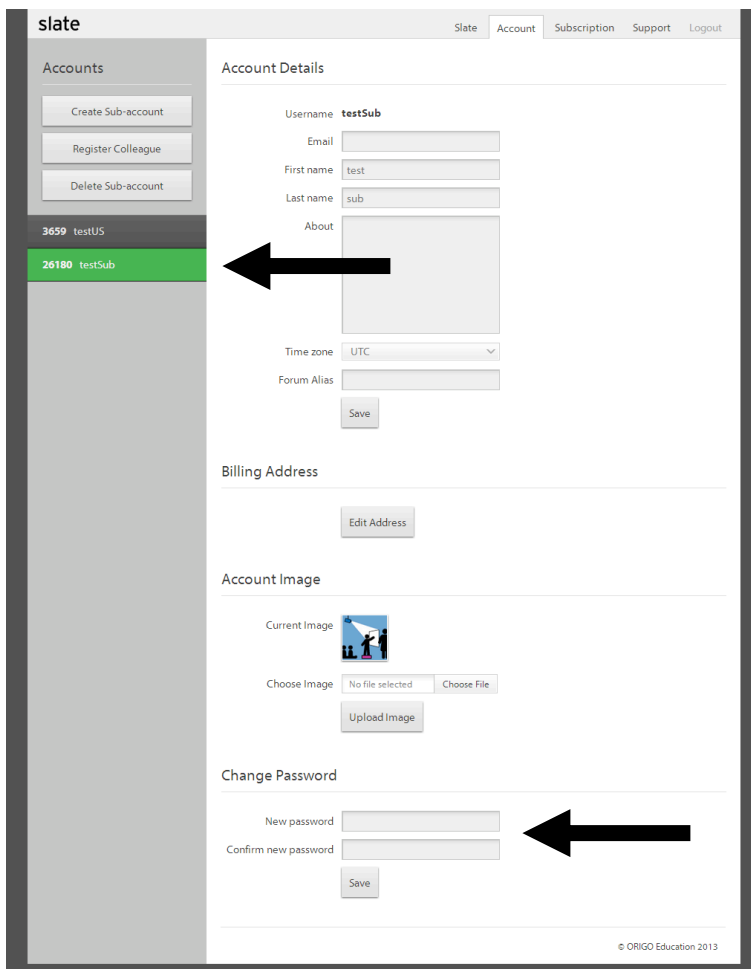 slate
Slate Account Subscription Support Logout
Accounts
Create Sub-account
Register Colleague
Delete Sub-account
3659 testUS
26180 testSub
Account Details
Username testSub
Email
First name test
Last name sub
About
Time zone UTC
Forum Alias
Save
Billing Address
Edit Address
Account Image
Current Image
Choose Image No file selected Choose File
Upload Image
Change Password
New password
Confirm new password
Save
© ORIGO Education 2013